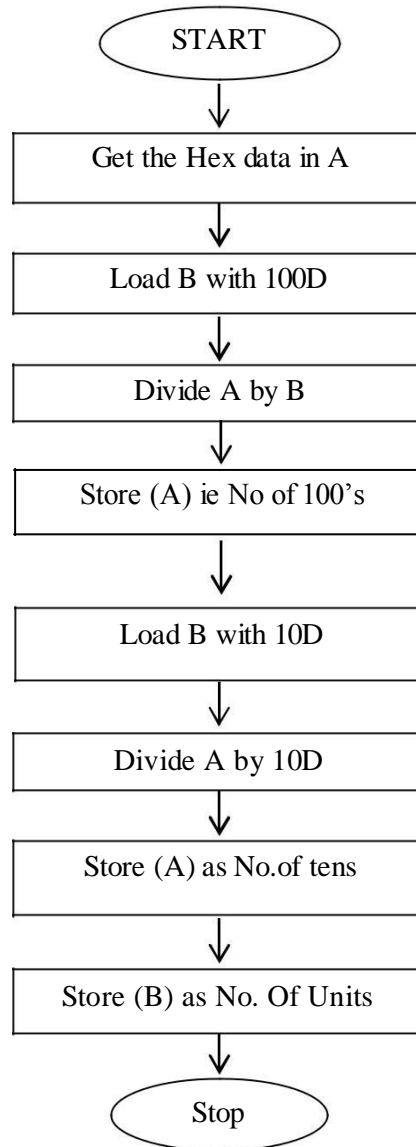 START
Get the Hex data in A
Load B with 100D
Divide A by B
Store (A) ie No of 100’s
Load B with 10D
Divide A by 10D
Store (A) as No.of tens
Store (B) as No. Of Units
Stop